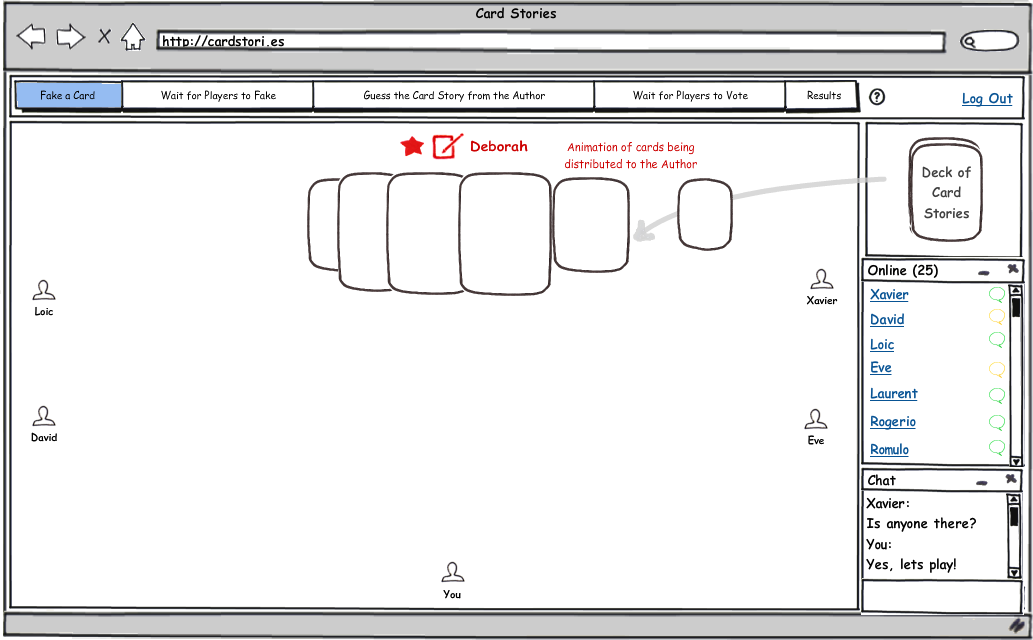 Card Stories
http://cardstori.es
Fake a Card
Wait for Players to Fake
Guess the Card Story from the Author
Wait for Players to Vote
Results
?
Log Out
Deborah
Animation of cards being
distributed to the Author
Deck of
Card
Stories
Loic
Xavier
David
Eve
You
Online (25)
Xavier
David
Loic
Eve
Laurent
Rogerio
Romulo
Chat
Xavier:
Is anyone there?
You:
Yes, lets play!